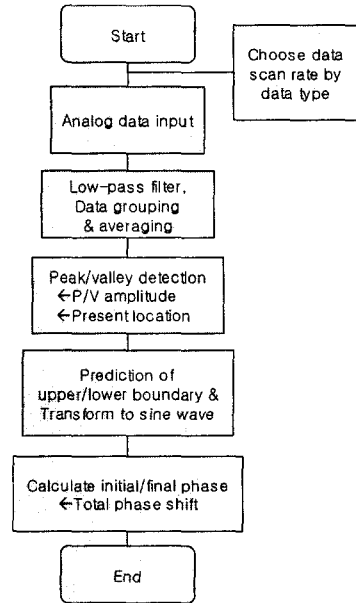 Start
Choose data
scan rate by
data type
Analog data input
Low-pass filter,
Data grouping
& averaging
Peak/valley detection
←P/V amplitude
←Present location
Prediction of
upper/lower boundary &
Transform to sine wave
Calculate initial/final phase
←Total phase shift
End